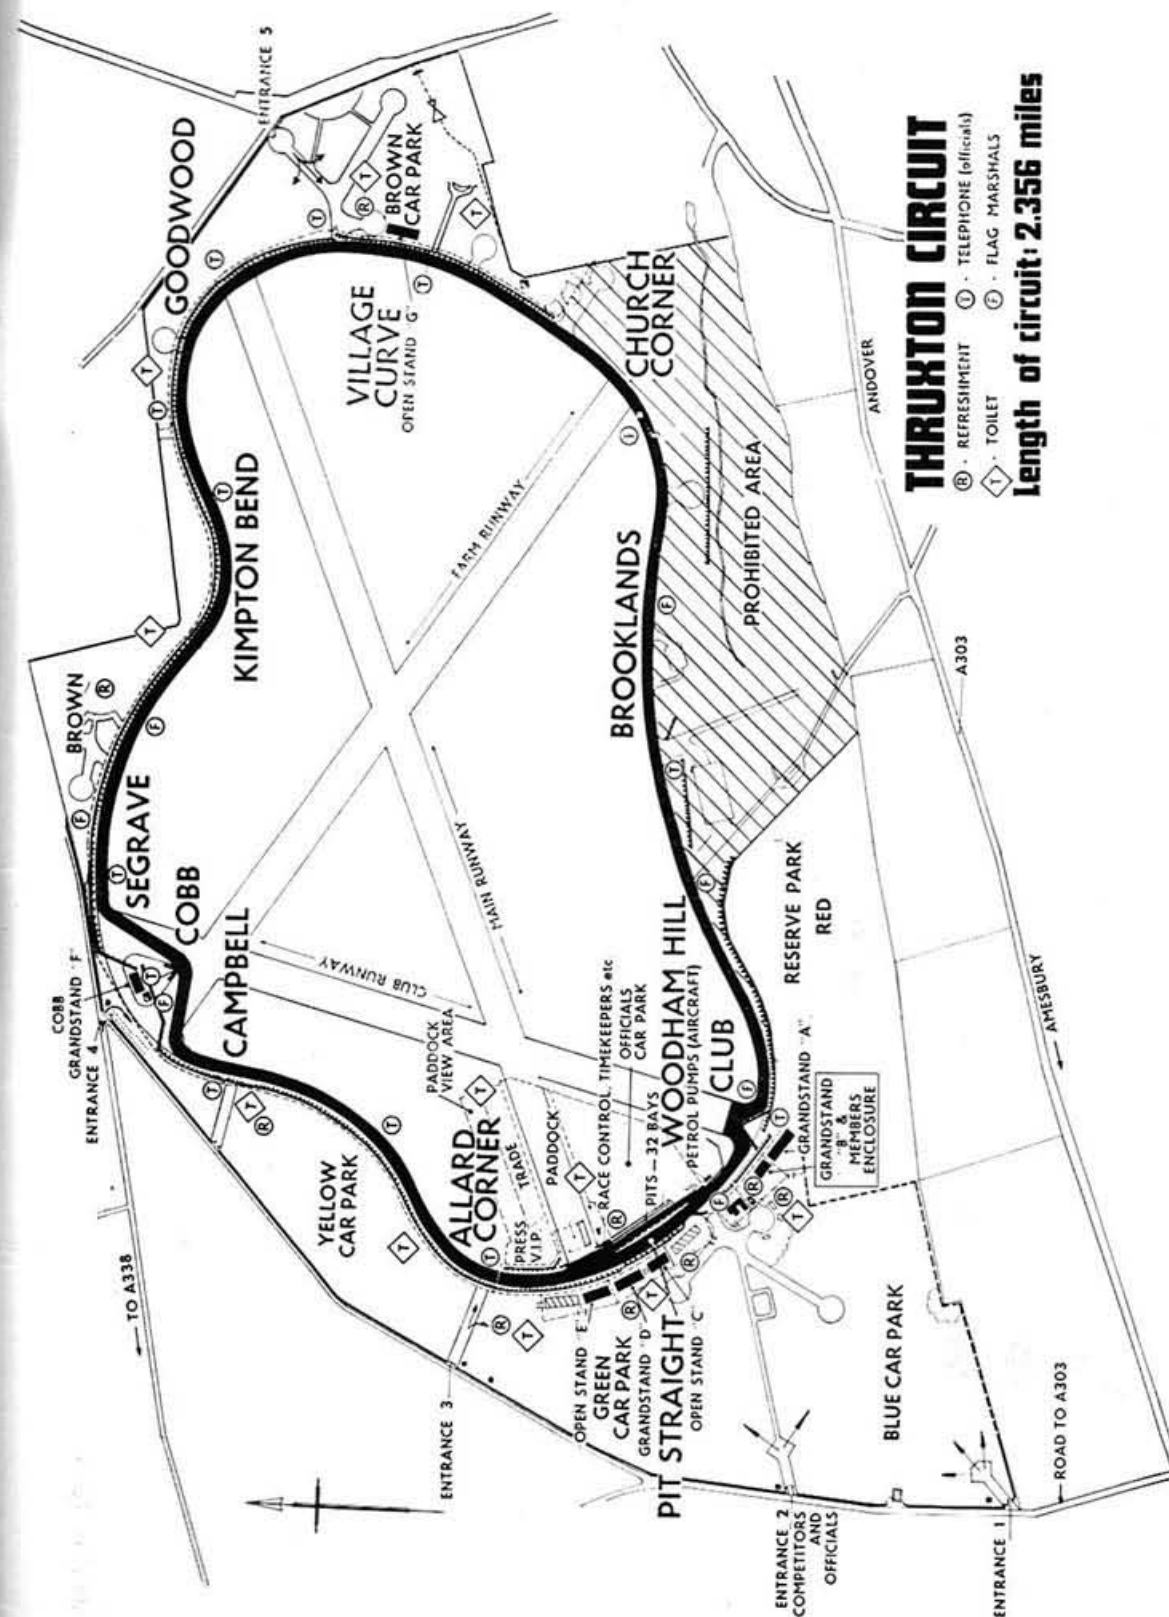 THRUXTON CIRCUIT
Ⓡ · REFRESHMENT
Ⓣ · TELEPHONE (officials)
T · TOILET
Ⓕ · FLAG MARSHALS
Length of circuit: 2.356 miles
TO A338
ENTRANCE 4
COBB
GRANDSTAND "F"
BROWN
SEGRAVE
COBB
CAMPBELL
KIMPTON BEND
GOODWOOD
ENTRANCE 5
BROWN
CAR PARK
VILLAGE
CURVE
OPEN STAND "G"
YELLOW
CAR PARK
CLUB RUNWAY
MAIN RUNWAY
FARM RUNWAY
PADDOCK
VIEW AREA
ALLARD
CORNER
TRADE
PRESS
V.I.P.
PADDOCK
RACE CONTROL, TIMEKEEPERS etc
OFFICIALS
CAR PARK
PITS—32 BAYS
WOODHAM HILL
PETROL PUMPS (AIRCRAFT)
CLUB
BROOKLANDS
CHURCH
CORNER
PROHIBITED AREA
ENTRANCE 3
OPEN STAND "E"
GREEN
CAR PARK
GRANDSTAND "D"
PIT STRAIGHT
OPEN STAND "C"
GRANDSTAND "A"
GRANDSTAND
"B" &
MEMBERS
ENCLOSURE
RESERVE PARK
RED
ENTRANCE 2
COMPETITORS
AND
OFFICIALS
BLUE CAR PARK
ENTRANCE 1
ROAD TO A303
AMESBURY
A303
ANDOVER